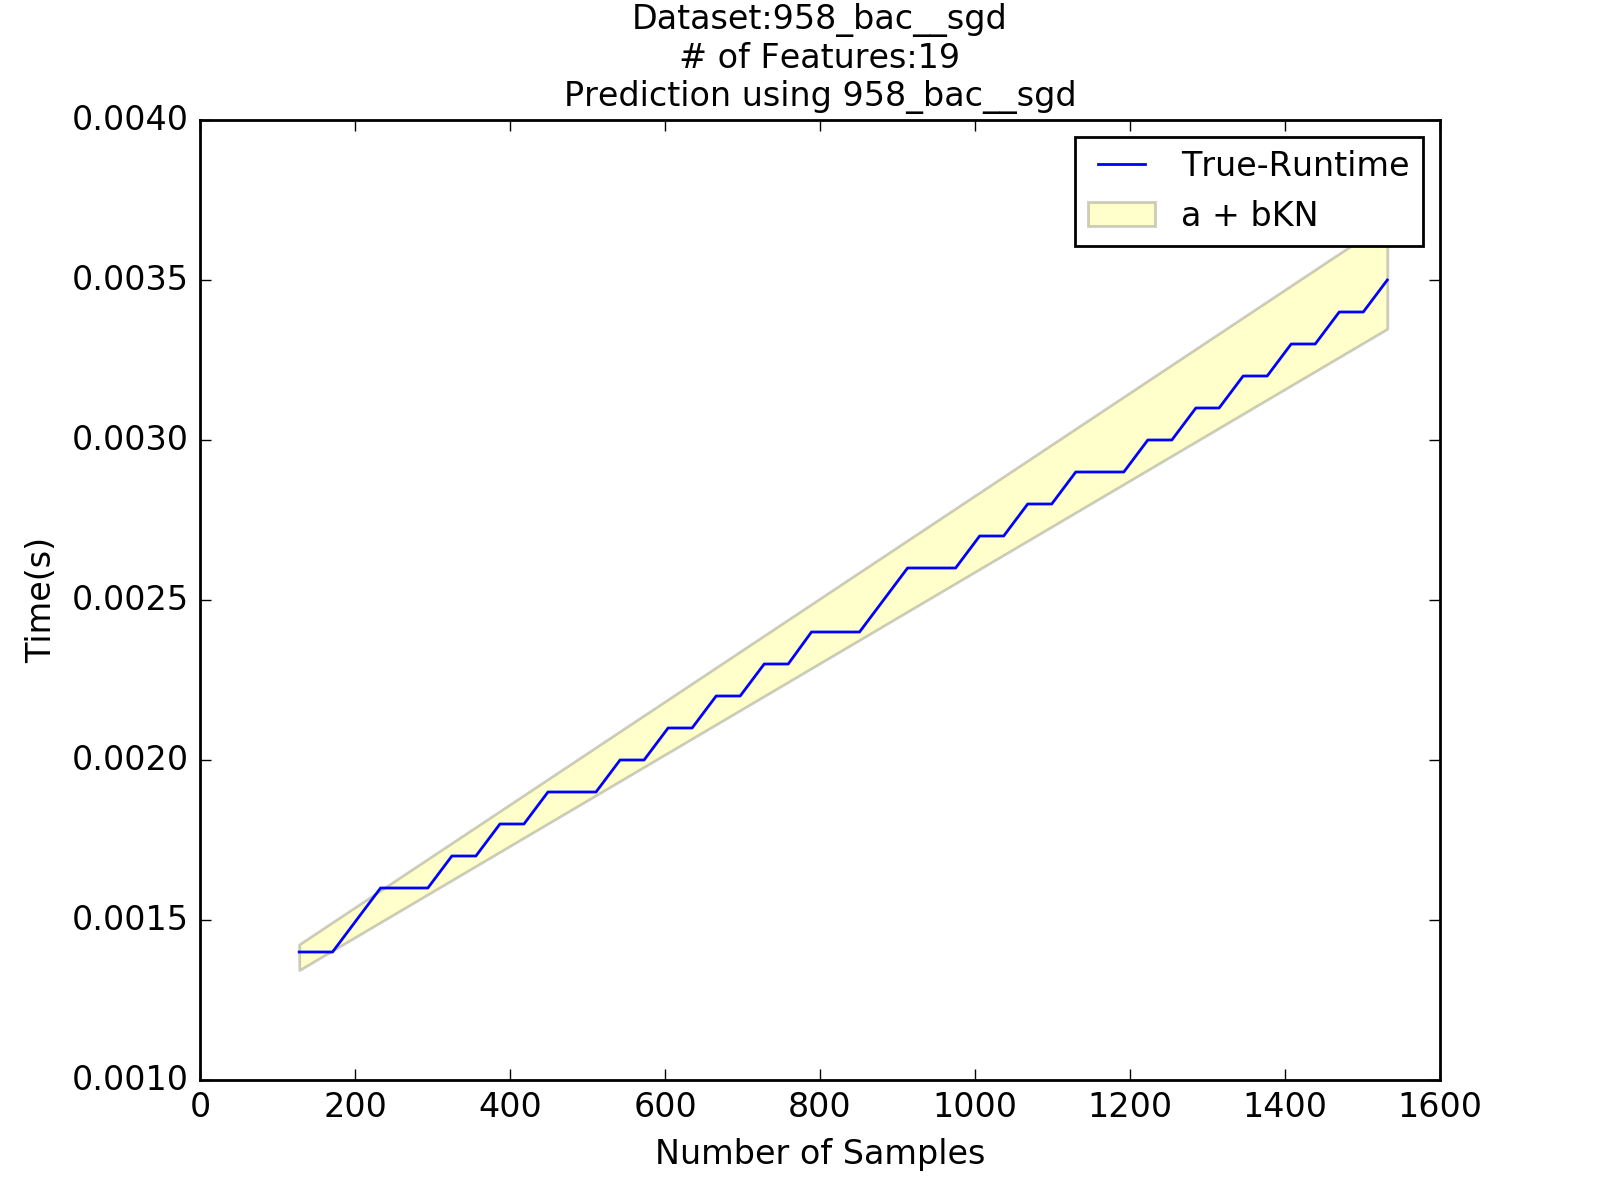 Dataset:958_bac__sgd
# of Features:19
Prediction using 958_bac__sgd
0.0040
0.0035
0.0030
0.0025
0.0020
0.0015
0.0010
Time(s)
True-Runtime
a + bKN
0 200 400 600 800 1000 1200 1400 1600
Number of Samples